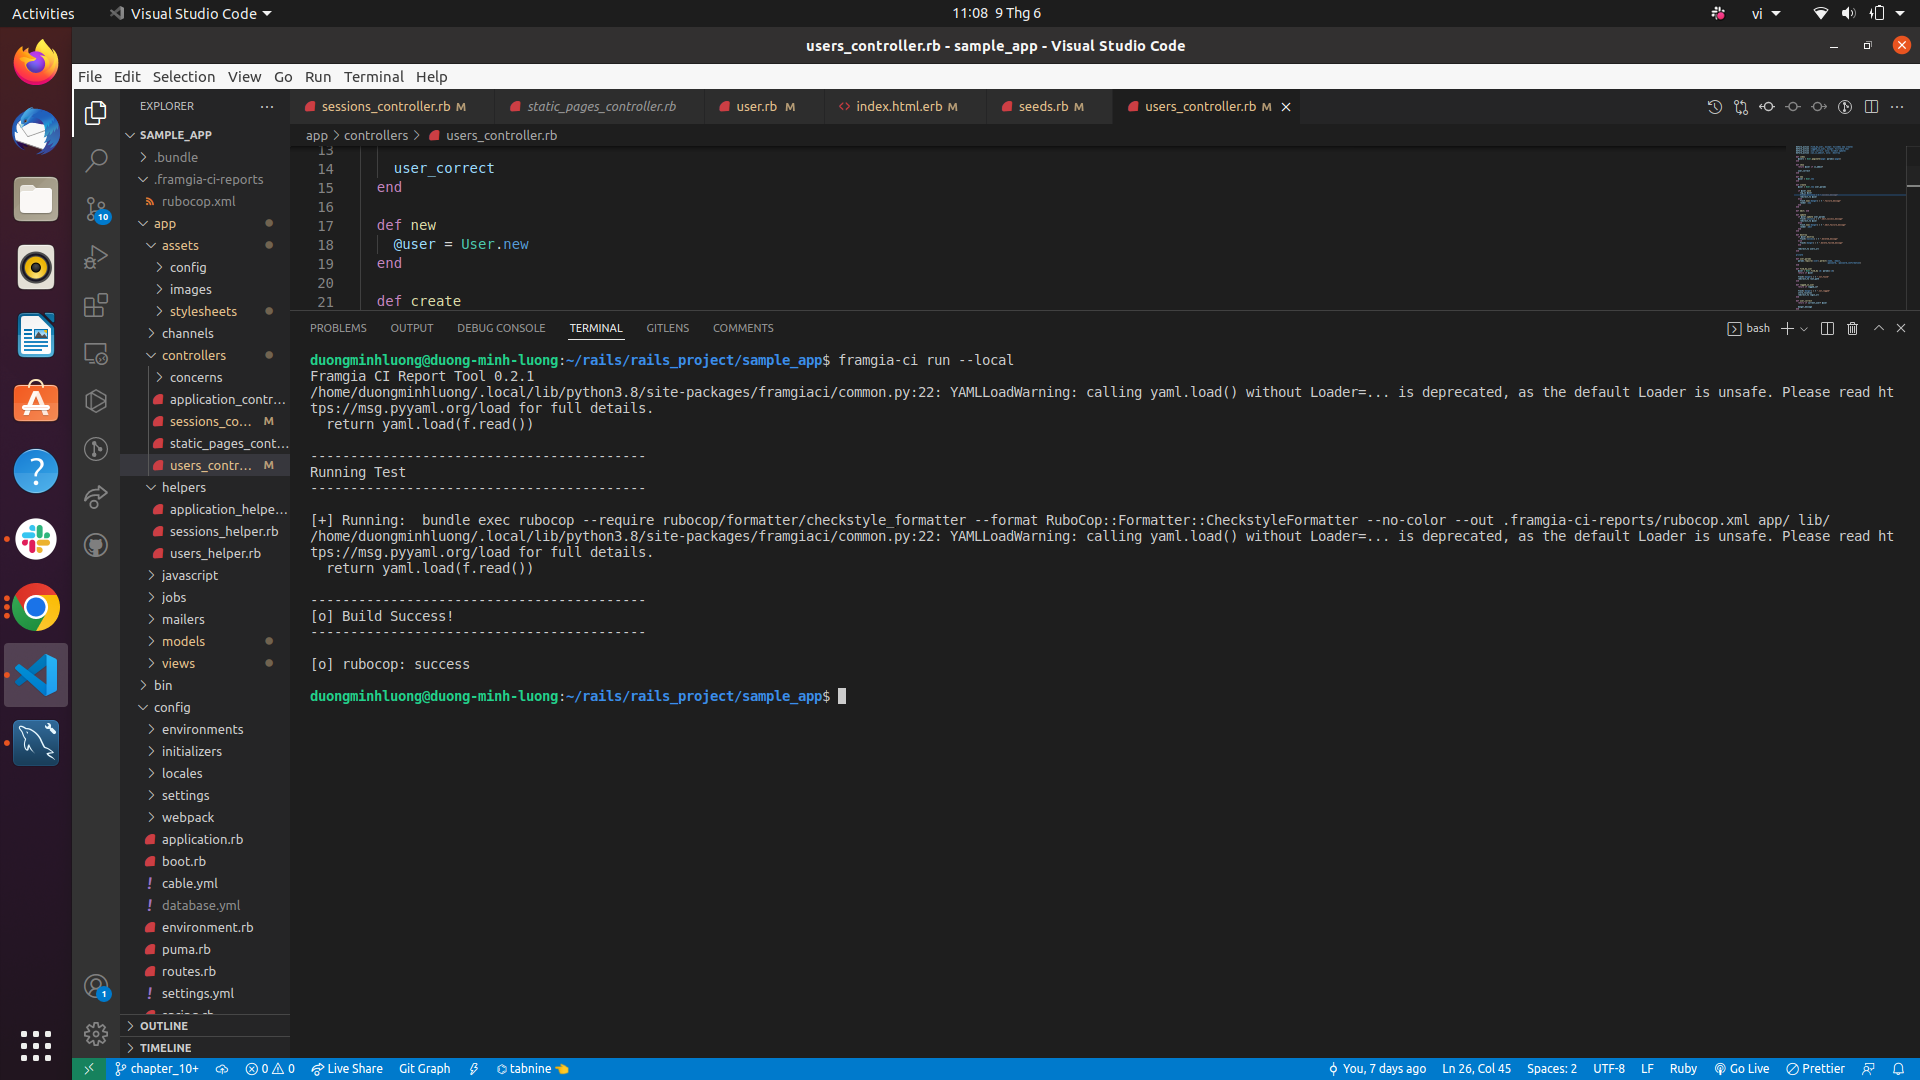 Activities
Visual Studio Code
11:08 9 Thg 6
vi
users_controller.rb - sample_app - Visual Studio Code
File Edit Selection View Go Run Terminal Help
EXPLORER
SAMPLE_APP
.bundle
.framgia-ci-reports
rubocop.xml
app
assets
config
images
stylesheets
channels
controllers
concerns
application_contr...
sessions_co... M
static_pages_cont...
users_contr... M
helpers
application_helpe...
sessions_helper.rb
users_helper.rb
javascript
jobs
mailers
models
views
bin
config
environments
initializers
locales
settings
webpack
application.rb
boot.rb
cable.yml
database.yml
environment.rb
puma.rb
routes.rb
settings.yml
OUTLINE
TIMELINE
10
1
sessions_controller.rb M
static_pages_controller.rb
user.rb M
index.html.erb M
seeds.rb M
users_controller.rb M
app > controllers > users_controller.rb
13
14 user_correct
15 end
16
17 def new
18 @user = User.new
19 end
20
21 def create
PROBLEMS OUTPUT DEBUG CONSOLE TERMINAL GITLENS COMMENTS
bash
duongminhluong@duong-minh-luong:~/rails/rails_project/sample_app$ framgia-ci run --local
Framgia CI Report Tool 0.2.1
/home/duongminhluong/.local/lib/python3.8/site-packages/framgiaci/common.py:22: YAMLLoadWarning: calling yaml.load() without Loader=... is deprecated, as the default Loader is unsafe. Please read ht
tps://msg.pyyaml.org/load for full details.
return yaml.load(f.read())
------------------------------------------
Running Test
------------------------------------------
[+] Running:  bundle exec rubocop --require rubocop/formatter/checkstyle_formatter --format RuboCop::Formatter::CheckstyleFormatter --no-color --out .framgia-ci-reports/rubocop.xml app/ lib/
/home/duongminhluong/.local/lib/python3.8/site-packages/framgiaci/common.py:22: YAMLLoadWarning: calling yaml.load() without Loader=... is deprecated, as the default Loader is unsafe. Please read ht
tps://msg.pyyaml.org/load for full details.
return yaml.load(f.read())
------------------------------------------
[o] Build Success!
------------------------------------------
[o] rubocop: success
duongminhluong@duong-minh-luong:~/rails/rails_project/sample_app$
chapter_10+ 0 0 Live Share Git Graph tabnine
You, 7 days ago Ln 26, Col 45 Spaces: 2 UTF-8 LF Ruby Go Live Prettier